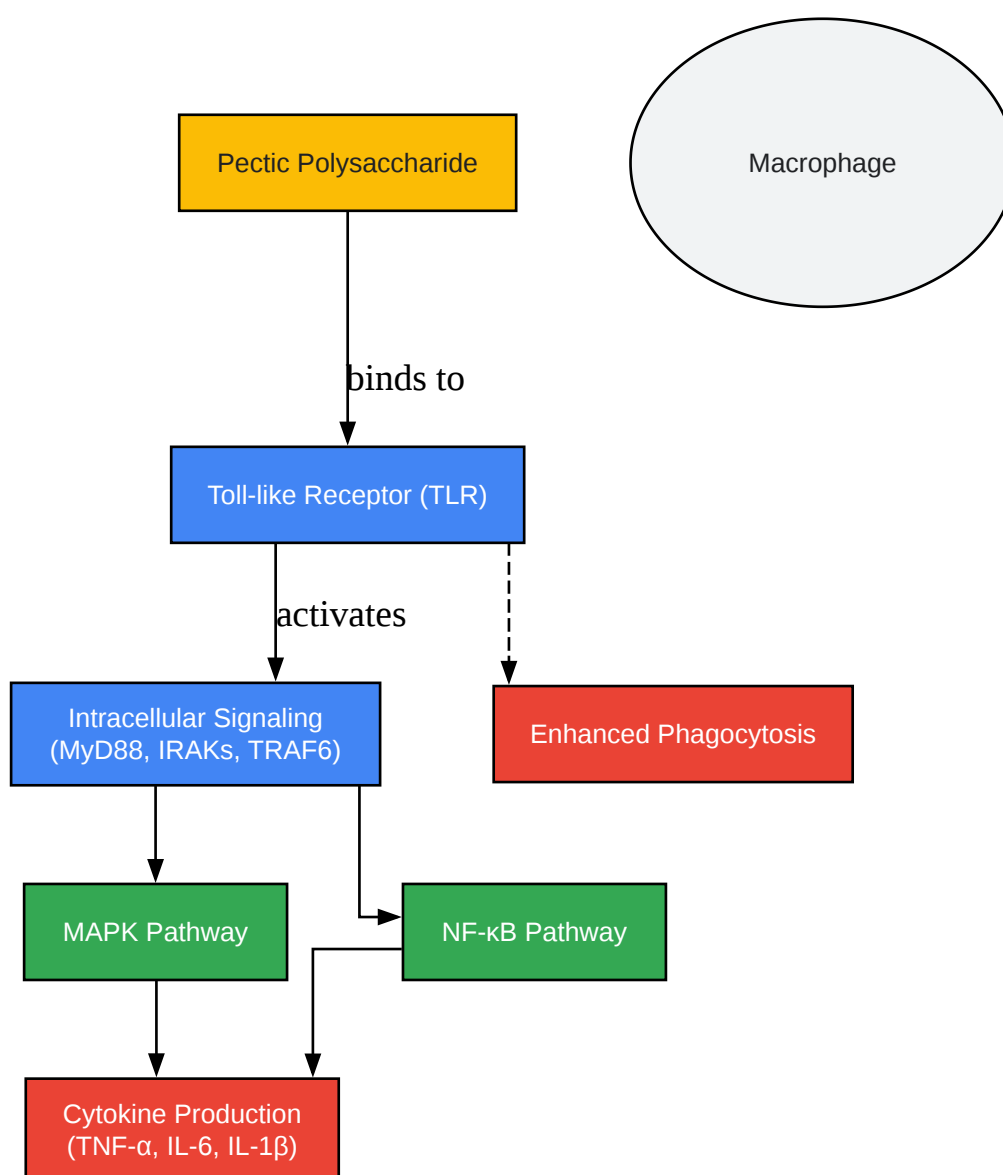 Pectic Polysaccharide
Macrophage
binds to
Toll-like Receptor (TLR)
activates
Intracellular Signaling
(MyD88, IRAKs, TRAF6)
Enhanced Phagocytosis
MAPK Pathway
NF-κB Pathway
Cytokine Production
(TNF-α, IL-6, IL-1β)